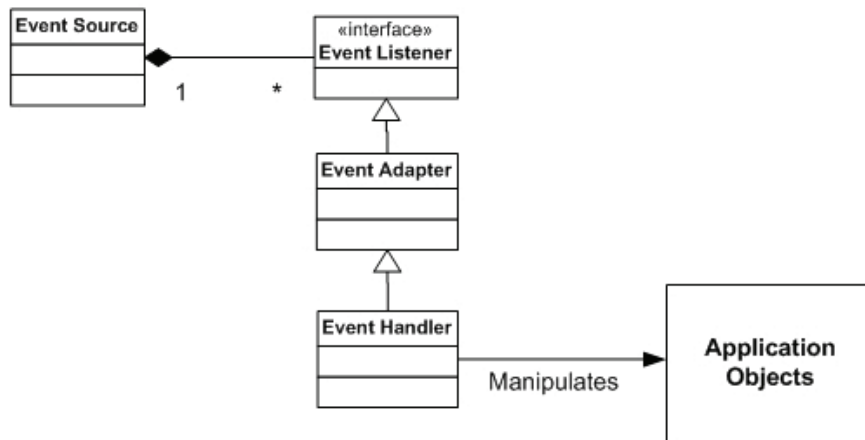 Event Source
«interface»
Event Listener
1
*
Event Adapter
Event Handler
Manipulates
Application
Objects